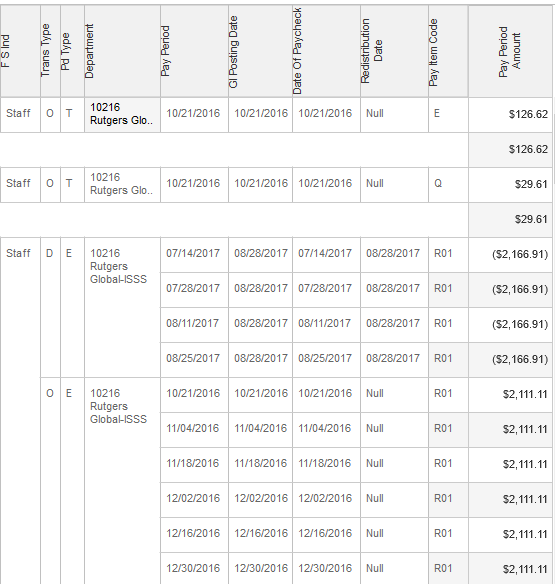 F S Ind Trans Type Pd Type Department Pay Period Gl Posting Date Date Of Paycheck Redistribution Date Pay Item Code Pay Period Amount
Staff O T 10216 Rutgers Glo.. 10/21/2016 10/21/2016 10/21/2016 Null E $126.62
$126.62
Staff O T 10216 Rutgers Glo.. 10/21/2016 10/21/2016 10/21/2016 Null Q $29.61
$29.61
Staff D E 10216 Rutgers Global-ISSS 07/14/2017 08/28/2017 07/14/2017 08/28/2017 R01 ($2,166.91)
07/28/2017 08/28/2017 07/28/2017 08/28/2017 R01 ($2,166.91)
08/11/2017 08/28/2017 08/11/2017 08/28/2017 R01 ($2,166.91)
08/25/2017 08/28/2017 08/25/2017 08/28/2017 R01 ($2,166.91)
O E 10216 Rutgers Global-ISSS 10/21/2016 10/21/2016 10/21/2016 Null R01 $2,111.11
11/04/2016 11/04/2016 11/04/2016 Null R01 $2,111.11
11/18/2016 11/18/2016 11/18/2016 Null R01 $2,111.11
12/02/2016 12/02/2016 12/02/2016 Null R01 $2,111.11
12/16/2016 12/16/2016 12/16/2016 Null R01 $2,111.11
12/30/2016 12/30/2016 12/30/2016 Null R01 $2,111.11